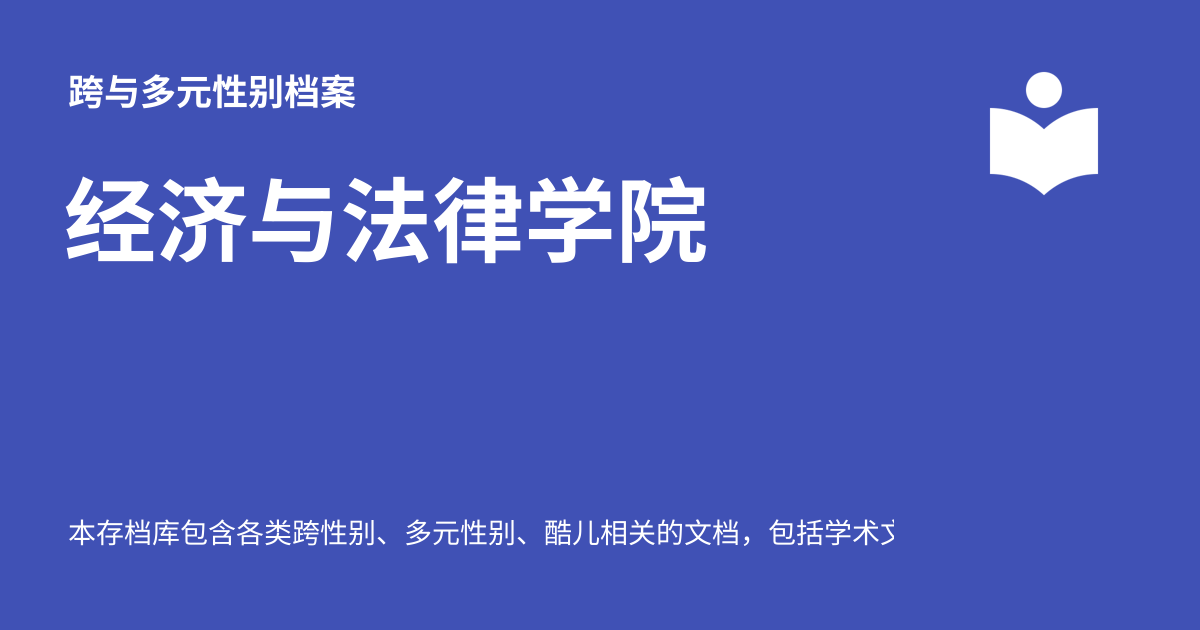 跨与多元性别档案
经济与法律学院
本存档库包含各类跨性别、多元性别、酷儿相关的文档，包括学术